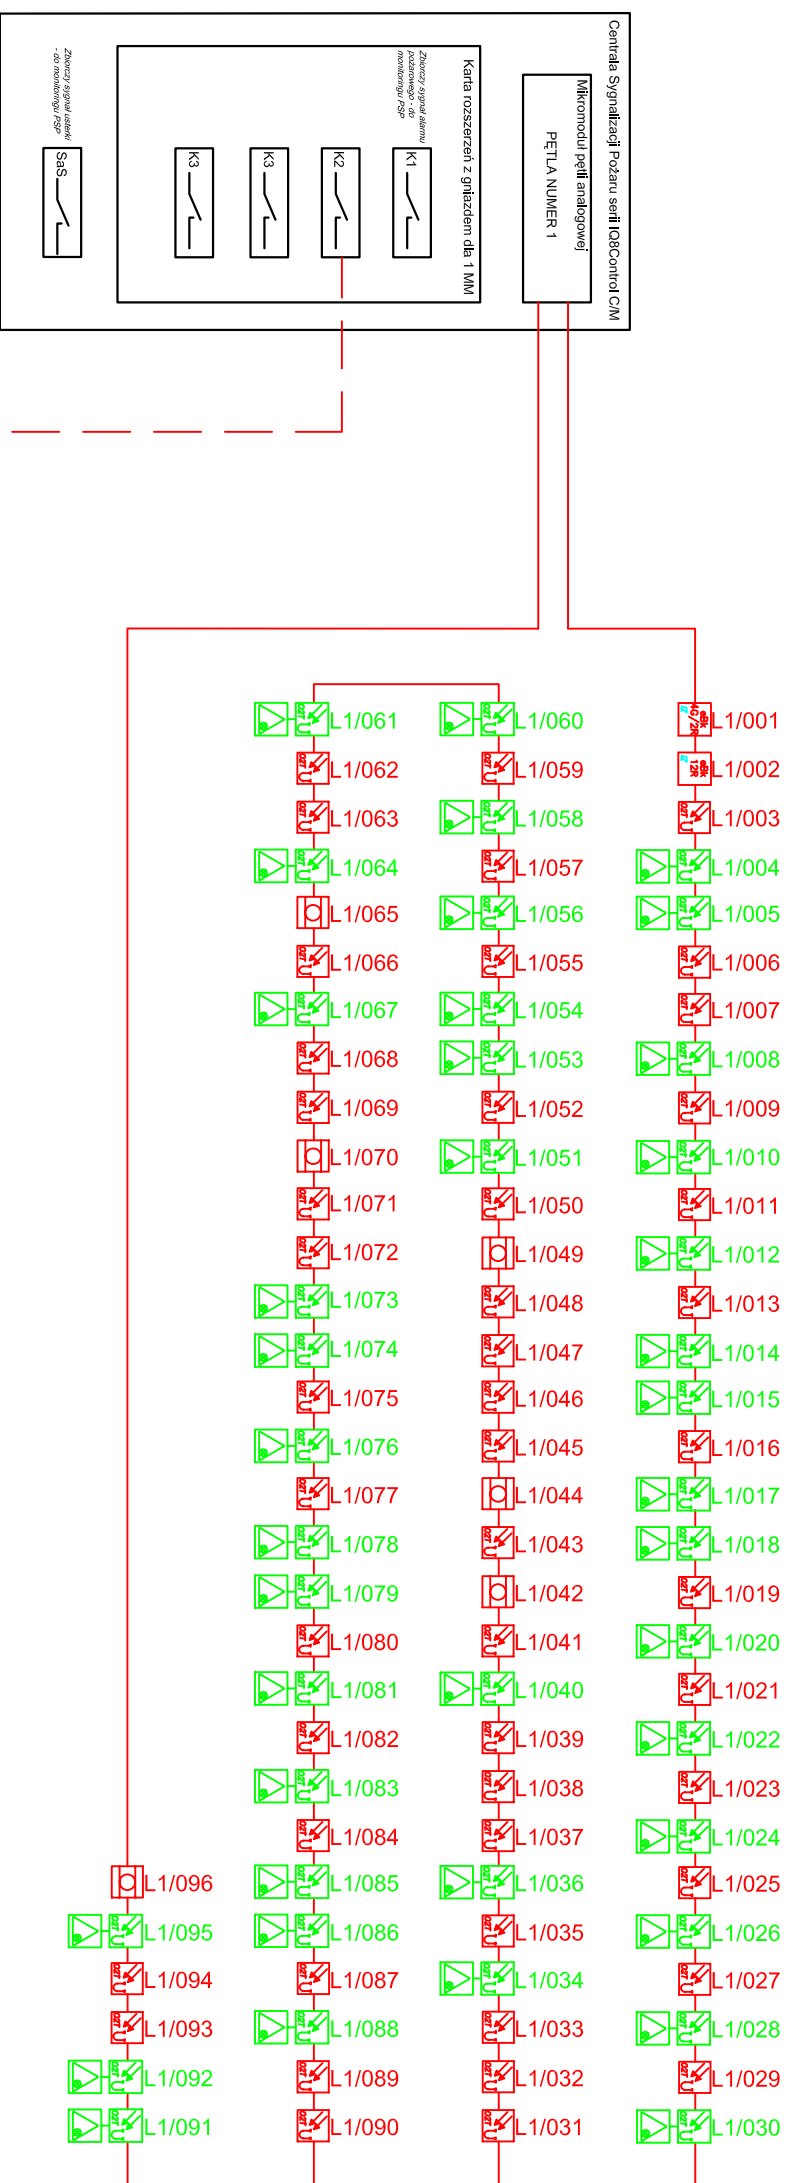 Centrala Sygnalizacji Pożaru serii IQ8Control C/M
Mikromoduł pętli analogowej
PĘTLA NUMER 1
Karta rozszerzeń z gniazdem dla 1 MM
Zbiorczy sygnał alarmu
pożarowego - do
monitoringu PSP
K1
K2
K3
K3
Zbiorczy sygnał usterki
- do monitoringu PSP
SaS
eBk
4G/2R
L1/001
eBk
12R
L1/002
L1/003
L1/004
L1/005
L1/006
L1/007
L1/008
L1/009
L1/010
L1/011
L1/012
L1/013
L1/014
L1/015
L1/016
L1/017
L1/018
L1/019
L1/020
L1/021
L1/022
L1/023
L1/024
L1/025
L1/026
L1/027
L1/028
L1/029
L1/030
L1/060
L1/059
L1/058
L1/057
L1/056
L1/055
L1/054
L1/053
L1/052
L1/051
L1/050
L1/049
L1/048
L1/047
L1/046
L1/045
L1/044
L1/043
L1/042
L1/041
L1/040
L1/039
L1/038
L1/037
L1/036
L1/035
L1/034
L1/033
L1/032
L1/031
L1/061
L1/062
L1/063
L1/064
L1/065
L1/066
L1/067
L1/068
L1/069
L1/070
L1/071
L1/072
L1/073
L1/074
L1/075
L1/076
L1/077
L1/078
L1/079
L1/080
L1/081
L1/082
L1/083
L1/084
L1/085
L1/086
L1/087
L1/088
L1/089
L1/090
L1/096
L1/095
L1/094
L1/093
L1/092
L1/091